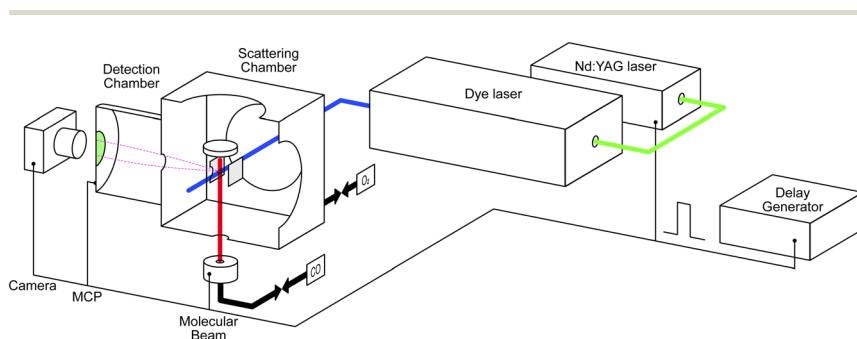 Scattering
Chamber
Detection
Chamber
Nd:YAG laser
Dye laser
O₂
Delay
Generator
CO
Camera
MCP
Molecular
Beam